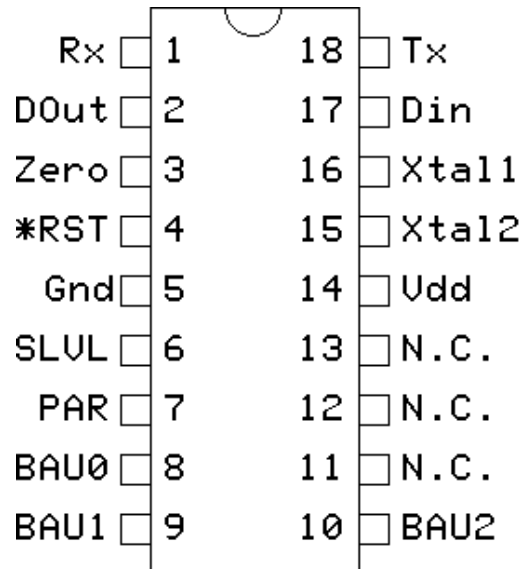 Rx 1 18 Tx
DOut 2 17 Din
Zero 3 16 Xtal1
*RST 4 15 Xtal2
Gnd 5 14 Vdd
SLVL 6 13 N.C.
PAR 7 12 N.C.
BAU0 8 11 N.C.
BAU1 9 10 BAU2